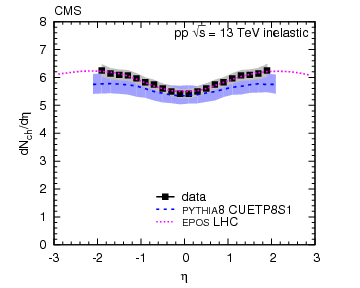 CMS
pp √s = 13 TeV inelastic
8
7
6
5
4
3
2
1
0
dN_ch/dη
data
PYTHIA8 CUETP8S1
EPOS LHC
-3 -2 -1 0 1 2 3
η